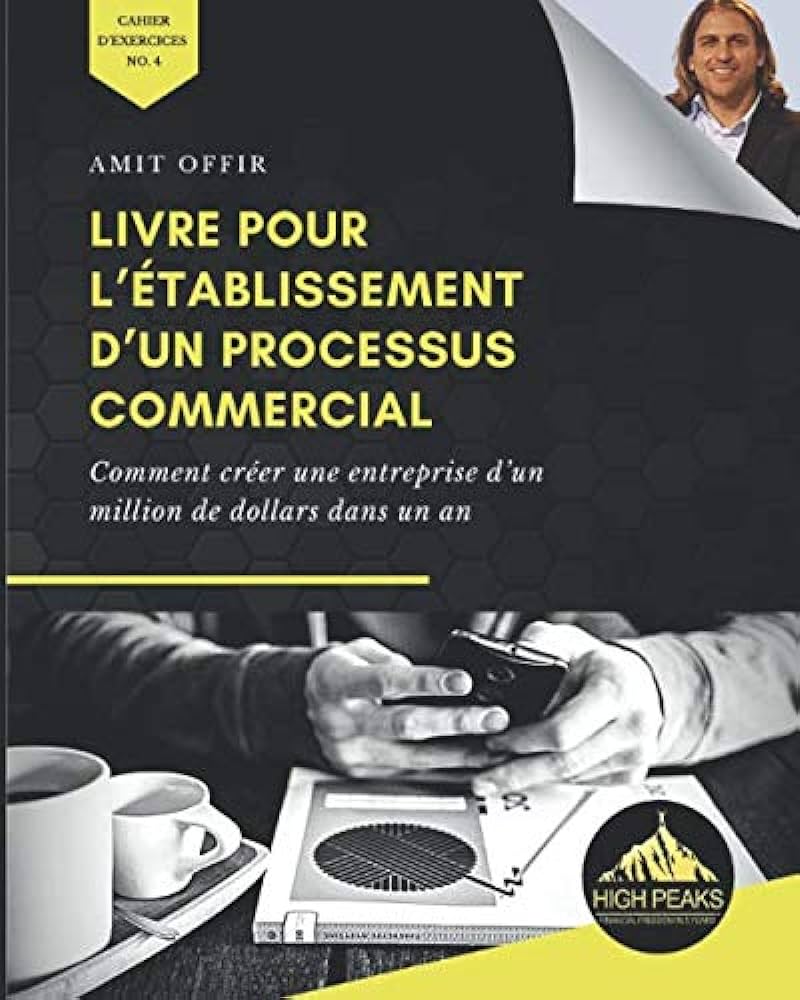 CAHIER
D'EXERCICES
NO. 4
AMIT OFFIR
LIVRE POUR
L'ÉTABLISSEMENT
D'UN PROCESSUS
COMMERCIAL
Comment créer une entreprise d'un
million de dollars dans un an
HIGH PEAKS